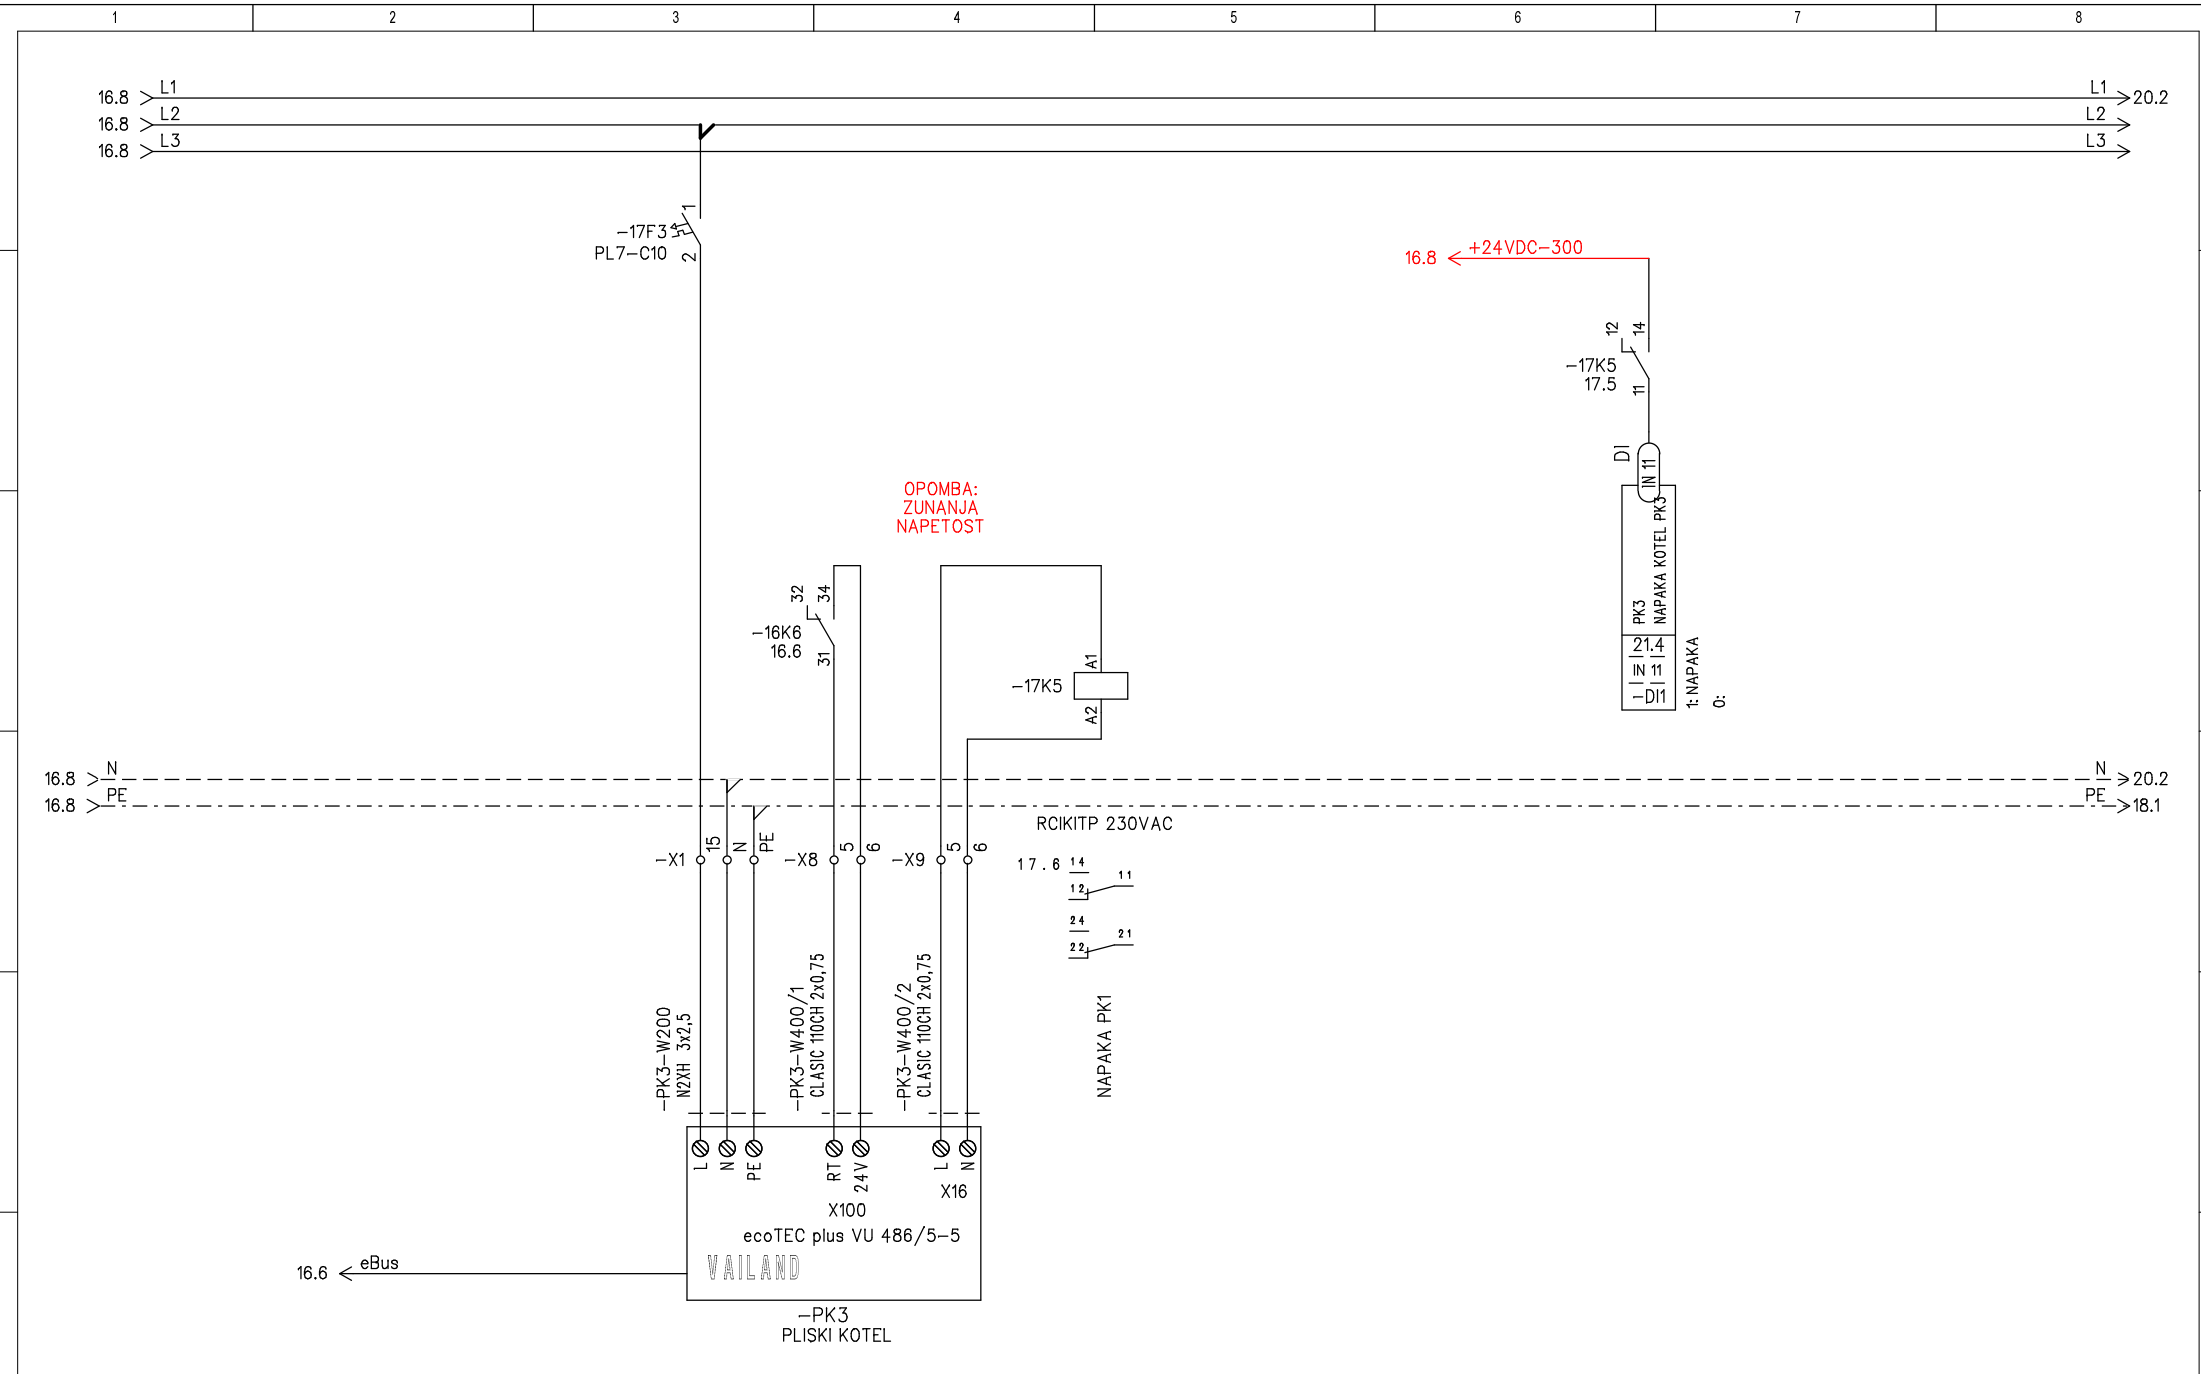 1 2 3 4 5 6 7 8
16.8 L1 L1 20.2
16.8 L2 L2
16.8 L3 L3
-17F3
PL7-C10
1
2
16.8 +24VDC-300
12 14
-17K5
17.5
11
DI
IN 11
PK3
NAPAKA KOTEL PK3
21.4
IN 11
-DI1
1: NAPAKA
0:
OPOMBA:
ZUNANJA
NAPETOST
32 34
-16K6
16.6
31
A1
-17K5
A2
16.8 N N 20.2
16.8 PE PE 18.1
-X1 15 N PE
-X8 5 6
-X9 5 6
RCIKITP 230VAC
17.6 14
12 11
24
22 21
NAPAKA PK1
-PK3-W200
N2XH 3x2,5
-PK3-W400/1
CLASIC 110CH 2x0,75
-PK3-W400/2
CLASIC 110CH 2x0,75
L N PE RT 24V L N
X16
X100
ecoTEC plus VU 486/5-5
VAILAND
16.6 eBus
-PK3
PLISKI KOTEL